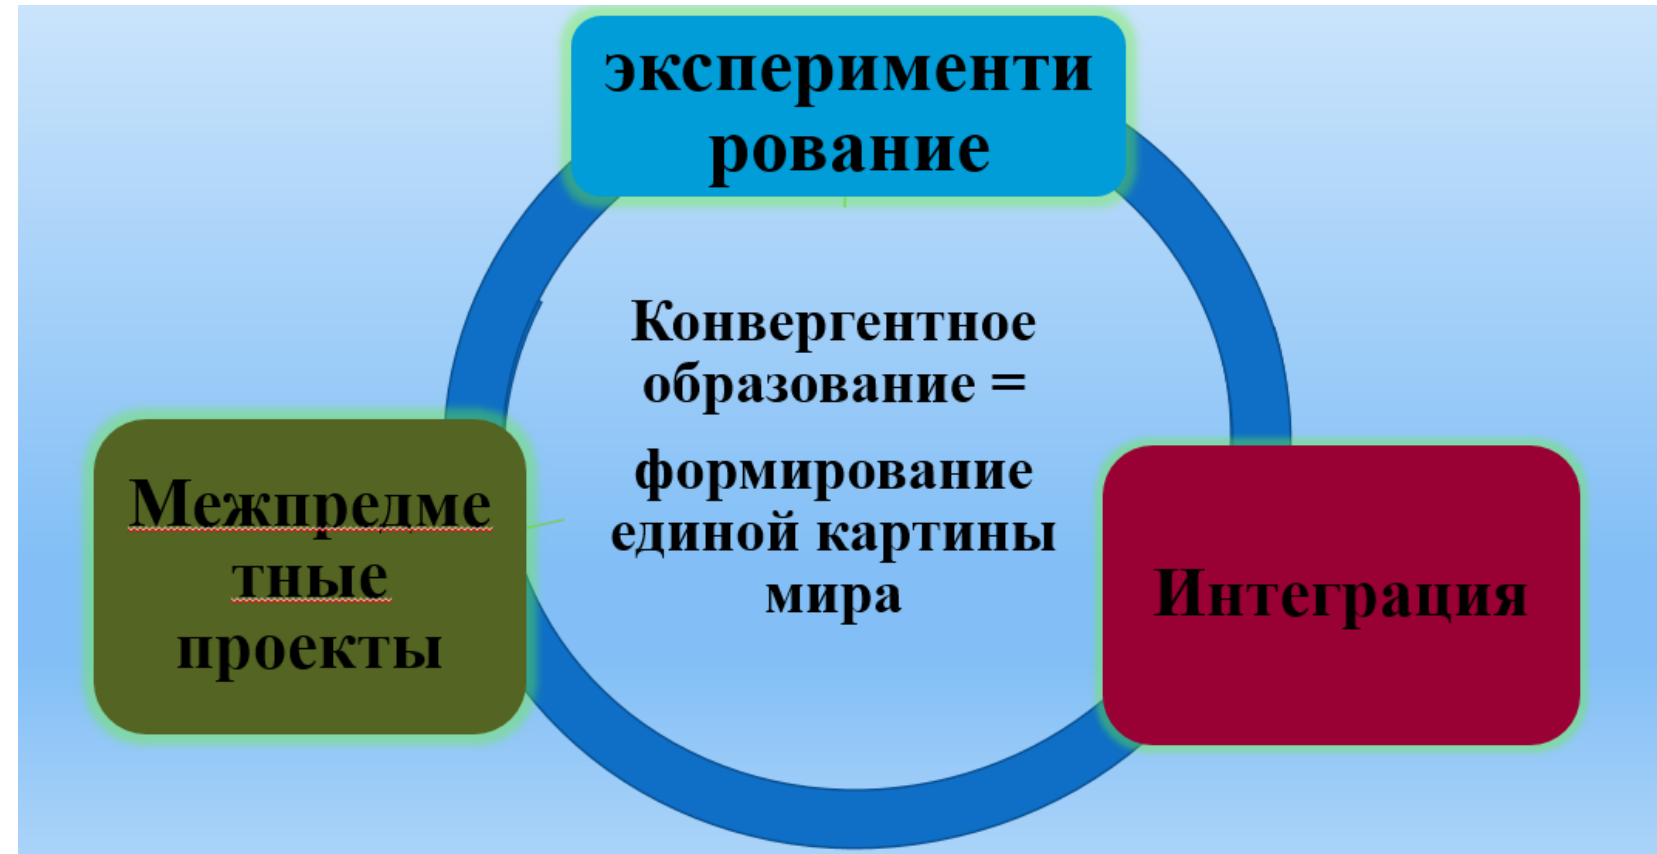 эксперименти
рование
Конвергентное
образование =
формирование
единой картины
мира
Межпредме
тные
проекты
Интеграция